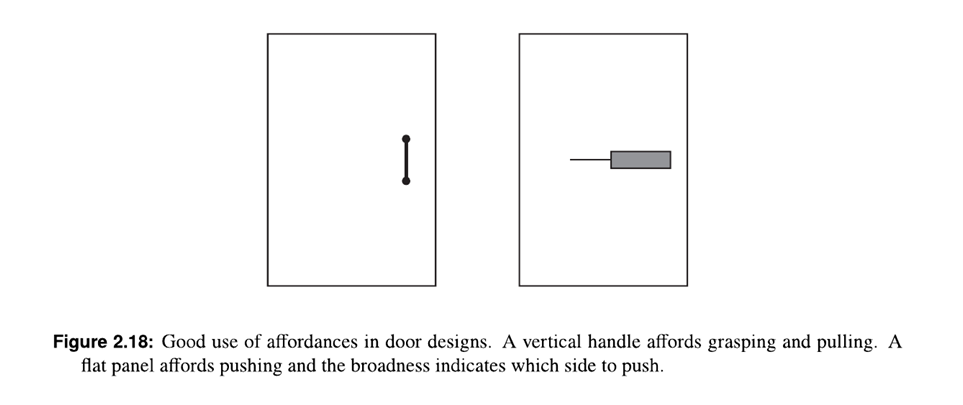 Figure 2.18: Good use of affordances in door designs. A vertical handle affords grasping and pulling. A
flat panel affords pushing and the broadness indicates which side to push.